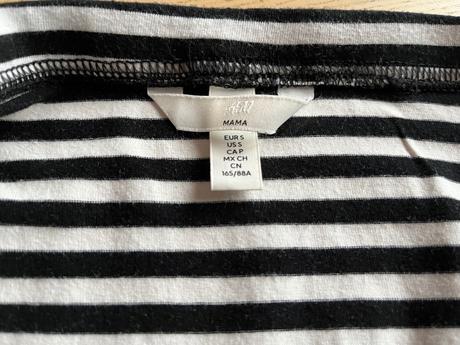 H&M
MAMA
EUR S
US S
CA P
MX CH
CN
165/88A